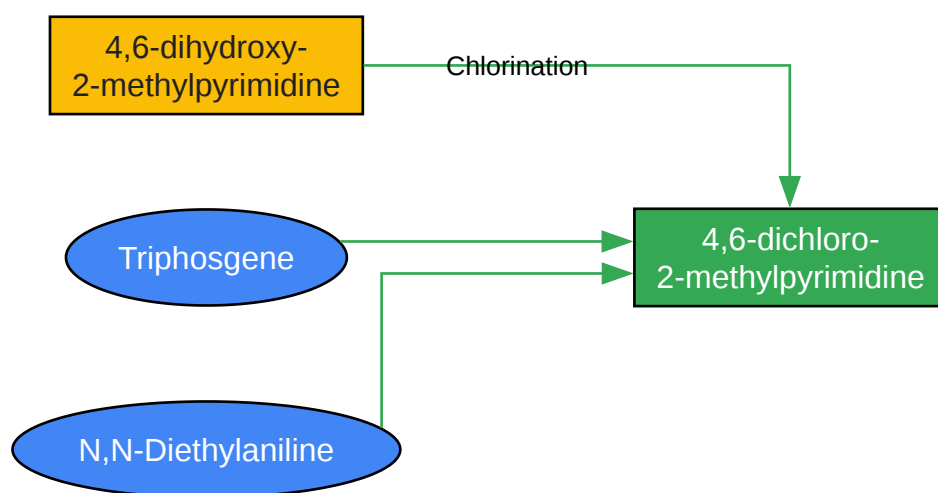 4,6-dihydroxy-
2-methylpyrimidine
Chlorination
Triphosgene
4,6-dichloro-
2-methylpyrimidine
N,N-Diethylaniline